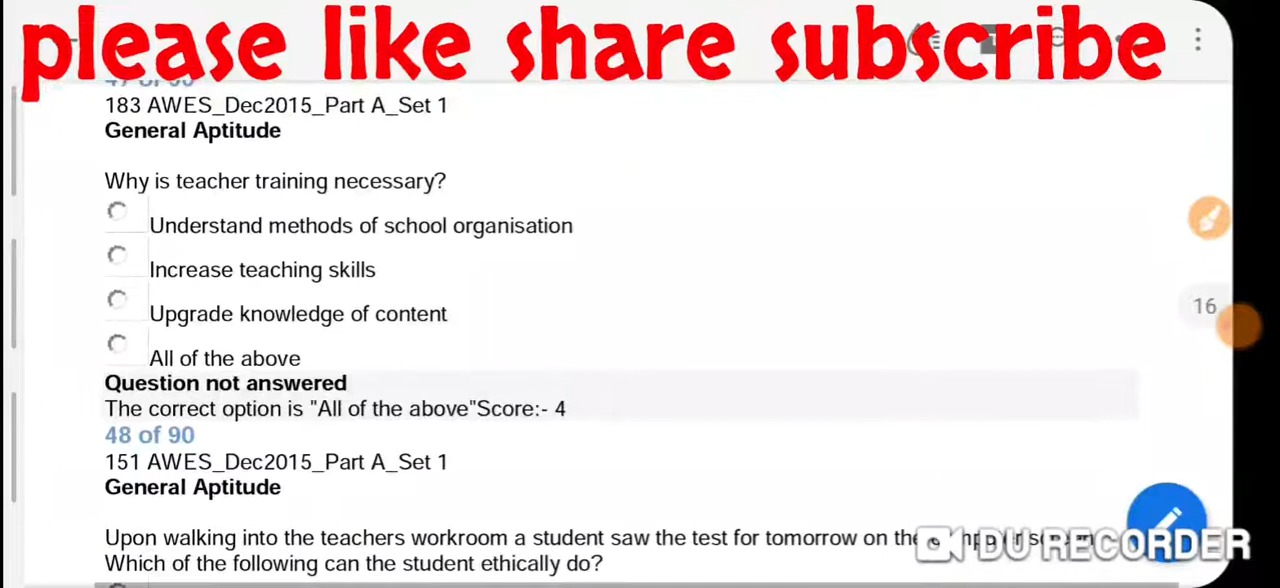 please like share subscribe
47 of 90
183 AWES_Dec2015_Part A_Set 1
General Aptitude
Why is teacher training necessary?
Understand methods of school organisation
Increase teaching skills
Upgrade knowledge of content
All of the above
Question not answered
The correct option is "All of the above"Score:- 4
48 of 90
151 AWES_Dec2015_Part A_Set 1
General Aptitude
Upon walking into the teachers workroom a student saw the test for tomorrow on the
Which of the following can the student ethically do?
16
DU RECORDER